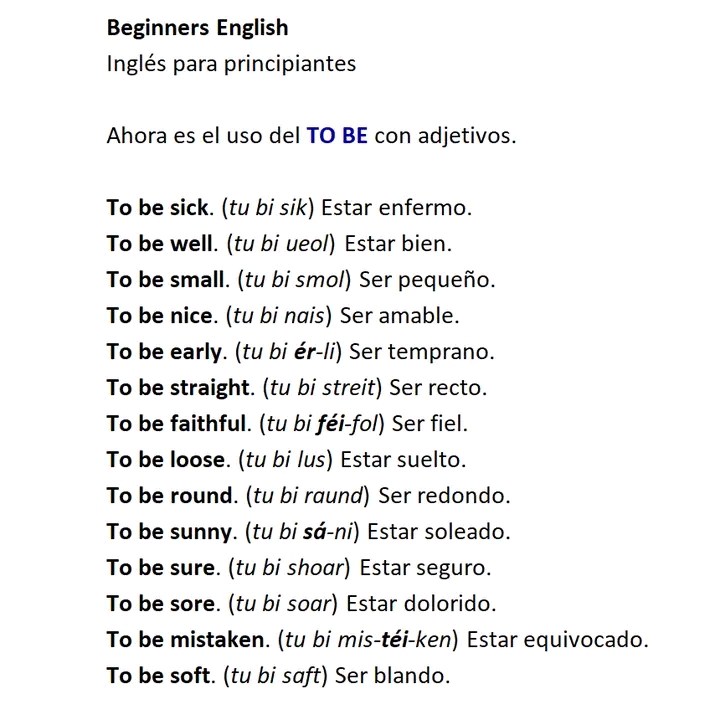 Beginners English
Inglés para principiantes
Ahora es el uso del TO BE con adjetivos.
To be sick. (tu bi sik) Estar enfermo.
To be well. (tu bi ueol) Estar bien.
To be small. (tu bi smol) Ser pequeño.
To be nice. (tu bi nais) Ser amable.
To be early. (tu bi ér-li) Ser temprano.
To be straight. (tu bi streit) Ser recto.
To be faithful. (tu bi féi-fol) Ser fiel.
To be loose. (tu bi lus) Estar suelto.
To be round. (tu bi raund) Ser redondo.
To be sunny. (tu bi sá-ni) Estar soleado.
To be sure. (tu bi shoar) Estar seguro.
To be sore. (tu bi soar) Estar dolorido.
To be mistaken. (tu bi mis-téi-ken) Estar equivocado.
To be soft. (tu bi saft) Ser blando.